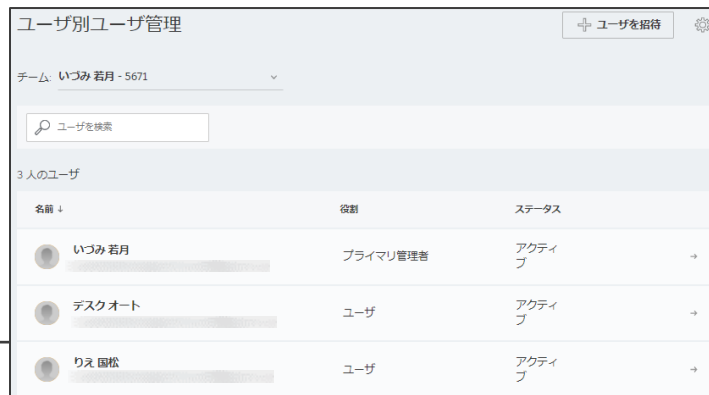 ユーザ別ユーザ管理
ユーザを招待
チーム: いづみ 若月 - 5671
ユーザを検索
3 人のユーザ
名前 ↓ 役割 ステータス
いづみ 若月 プライマリ管理者 アクティ
ブ →
デスク オート ユーザ アクティ
ブ →
りえ 国松 ユーザ アクティ
ブ →